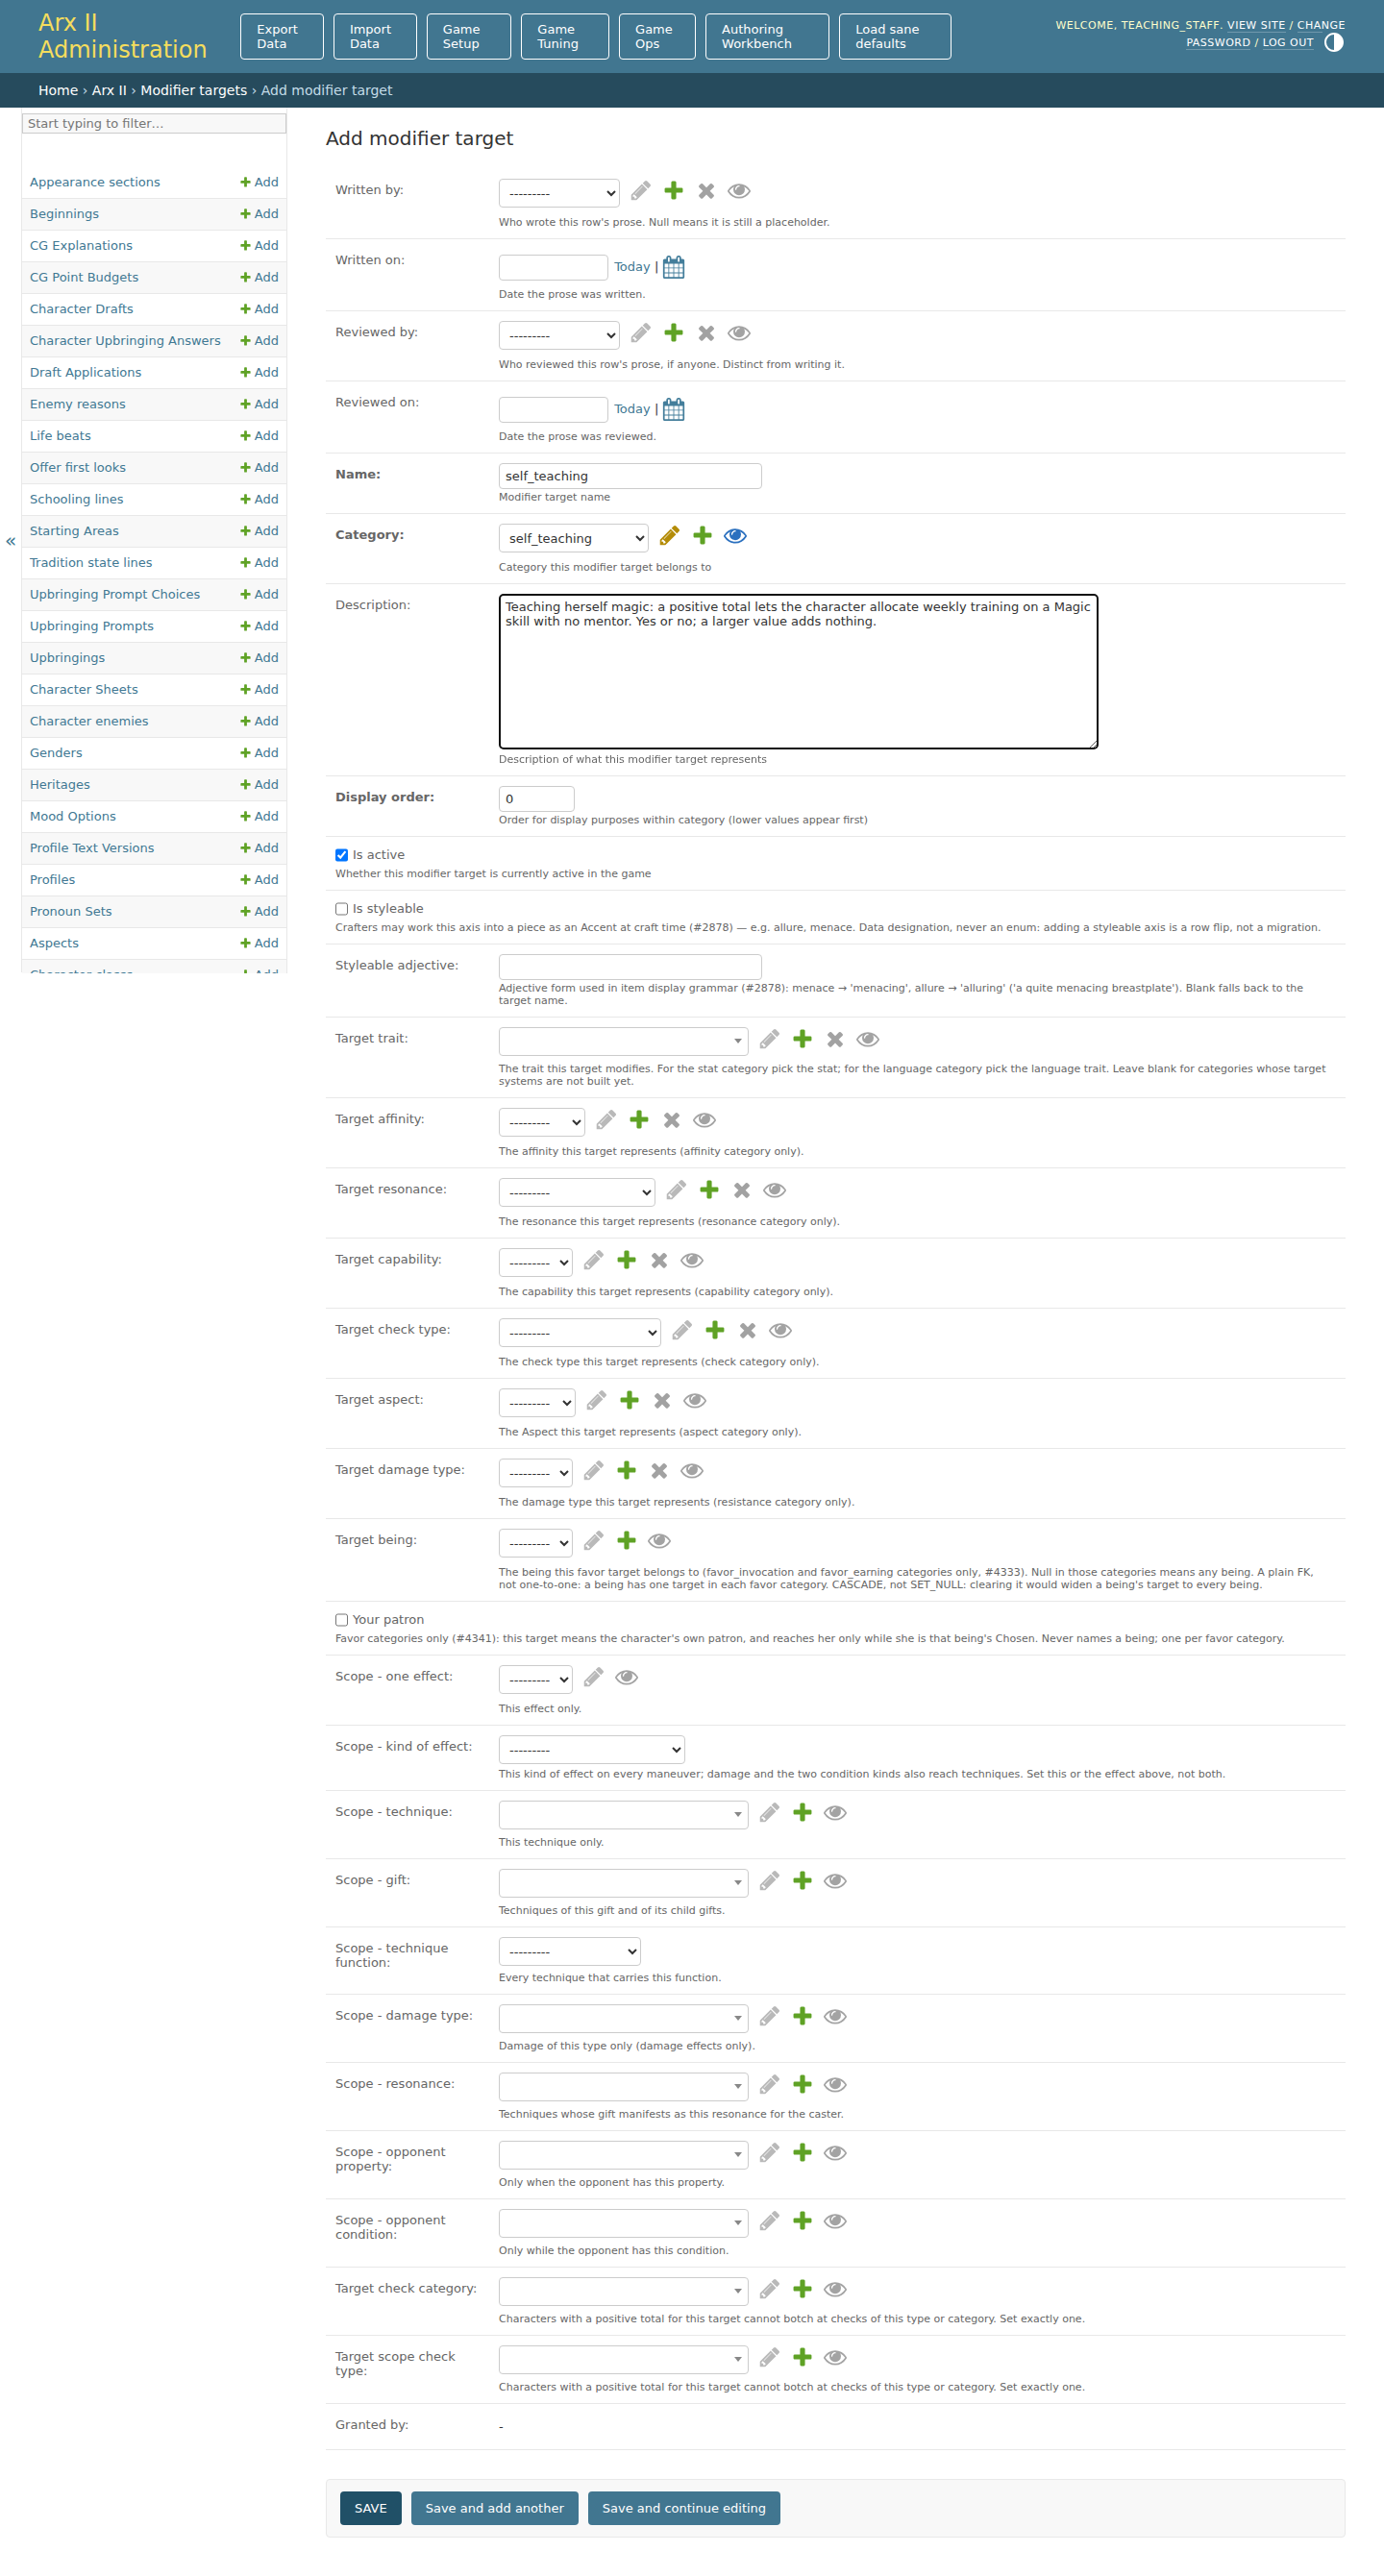 Arx II
Administration
Export
Data
Import
Data
Game
Setup
Game
Tuning
Game
Ops
Authoring
Workbench
Load sane
defaults
WELCOME, TEACHING_STAFF. VIEW SITE / CHANGE
PASSWORD / LOG OUT
Home › Arx II › Modifier targets › Add modifier target
Start typing to filter...
Appearance sections Add
Beginnings Add
CG Explanations Add
CG Point Budgets Add
Character Drafts Add
Character Upbringing Answers Add
Draft Applications Add
Enemy reasons Add
Life beats Add
Offer first looks Add
Schooling lines Add
Starting Areas Add
Tradition state lines Add
Upbringing Prompt Choices Add
Upbringing Prompts Add
Upbringings Add
Character Sheets Add
Character enemies Add
Genders Add
Heritages Add
Mood Options Add
Profile Text Versions Add
Profiles Add
Pronoun Sets Add
Aspects Add
«
Add modifier target
Written by: ---------
Who wrote this row's prose. Null means it is still a placeholder.
Written on: Today |
Date the prose was written.
Reviewed by: ---------
Who reviewed this row's prose, if anyone. Distinct from writing it.
Reviewed on: Today |
Date the prose was reviewed.
Name: self_teaching
Modifier target name
Category: self_teaching
Category this modifier target belongs to
Description: Teaching herself magic: a positive total lets the character allocate weekly training on a Magic
skill with no mentor. Yes or no; a larger value adds nothing.
Description of what this modifier target represents
Display order: 0
Order for display purposes within category (lower values appear first)
Is active
Whether this modifier target is currently active in the game
Is styleable
Crafters may work this axis into a piece as an Accent at craft time (#2878) — e.g. allure, menace. Data designation, never an enum: adding a styleable axis is a row flip, not a migration.
Styleable adjective:
Adjective form used in item display grammar (#2878): menace → 'menacing', allure → 'alluring' ('a quite menacing breastplate'). Blank falls back to the
target name.
Target trait:
The trait this target modifies. For the stat category pick the stat; for the language category pick the language trait. Leave blank for categories whose target
systems are not built yet.
Target affinity: ---------
The affinity this target represents (affinity category only).
Target resonance: ---------
The resonance this target represents (resonance category only).
Target capability: ---------
The capability this target represents (capability category only).
Target check type: ---------
The check type this target represents (check category only).
Target aspect: ---------
The Aspect this target represents (aspect category only).
Target damage type: ---------
The damage type this target represents (resistance category only).
Target being: ---------
The being this favor target belongs to (favor_invocation and favor_earning categories only, #4333). Null in those categories means any being. A plain FK,
not one-to-one: a being has one target in each favor category. CASCADE, not SET_NULL: clearing it would widen a being's target to every being.
Your patron
Favor categories only (#4341): this target means the character's own patron, and reaches her only while she is that being's Chosen. Never names a being; one per favor category.
Scope - one effect: ---------
This effect only.
Scope - kind of effect: ---------
This kind of effect on every maneuver; damage and the two condition kinds also reach techniques. Set this or the effect above, not both.
Scope - technique:
This technique only.
Scope - gift:
Techniques of this gift and of its child gifts.
Scope - technique
function: ---------
Every technique that carries this function.
Scope - damage type:
Damage of this type only (damage effects only).
Scope - resonance:
Techniques whose gift manifests as this resonance for the caster.
Scope - opponent
property:
Only when the opponent has this property.
Scope - opponent
condition:
Only while the opponent has this condition.
Target check category:
Characters with a positive total for this target cannot botch at checks of this type or category. Set exactly one.
Target scope check
type:
Characters with a positive total for this target cannot botch at checks of this type or category. Set exactly one.
Granted by: -
SAVE
Save and add another
Save and continue editing